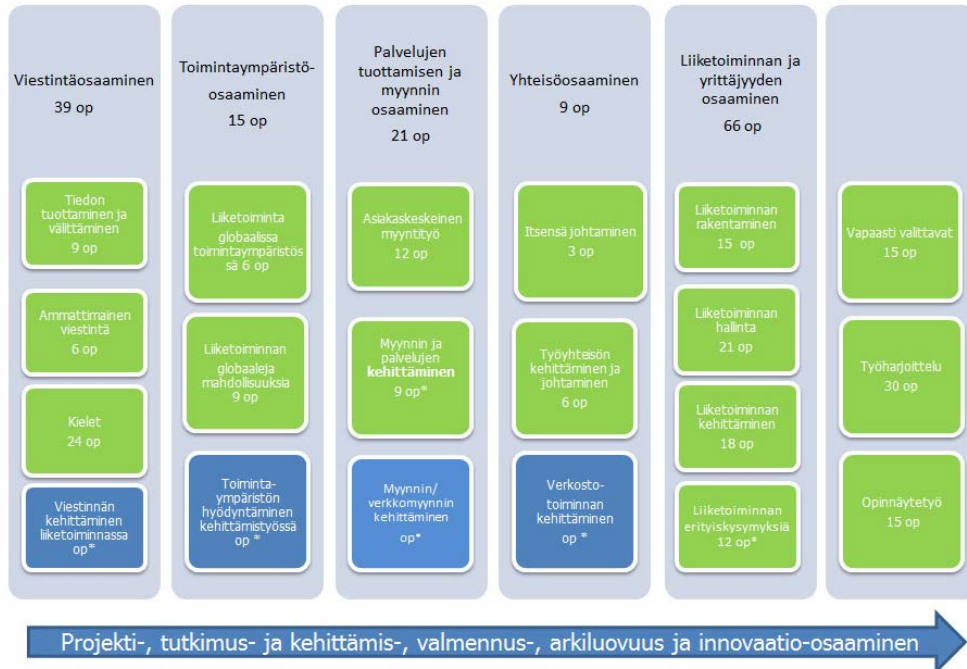 Viestintäosaaminen
39 op
Tiedon
tuottaminen ja
välittäminen
9 op
Ammattimainen
viestintä
6 op
Kielet
24 op
Viestinnän
kehittäminen
liiketoiminnassa
op*
Toimintaympäristö-
osaaminen
15 op
Liiketoiminta
globaalissa
toimintaympäristös
sä 6 op
Liiketoiminnan
globaaleja
mahdollisuuksia
9 op
Toiminta-
ympäristön
hyödyntäminen
kehittämistyössä
op *
Palvelujen
tuottamisen ja
myynnin
osaaminen
21 op
Asiakaskeskeinen
myyntityö
12 op
Myynnin ja
palvelujen
kehittäminen
9 op*
Myynnin/
verkkomyynnin
kehittäminen
op*
Yhteisöosaaminen
9 op
Itsensä johtaminen
3 op
Työyhteisön
kehittäminen ja
johtaminen
6 op
Verkosto-
toiminnan
kehittäminen
op *
Liiketoiminnan ja
yrittäjyyden
osaaminen
66 op
Liiketoiminnan
rakentaminen
15 op
Liiketoiminnan
hallinta
21 op
Liiketoiminnan
kehittäminen
18 op
Liiketoiminnan
erityiskysymyksiä
12 op*
Vapaasti valittavat
15 op
Työharjoittelu
30 op
Opinnäytetyö
15 op
Projekti-, tutkimus- ja kehittämis-, valmennus-, arkiluovuus ja innovaatio-osaaminen